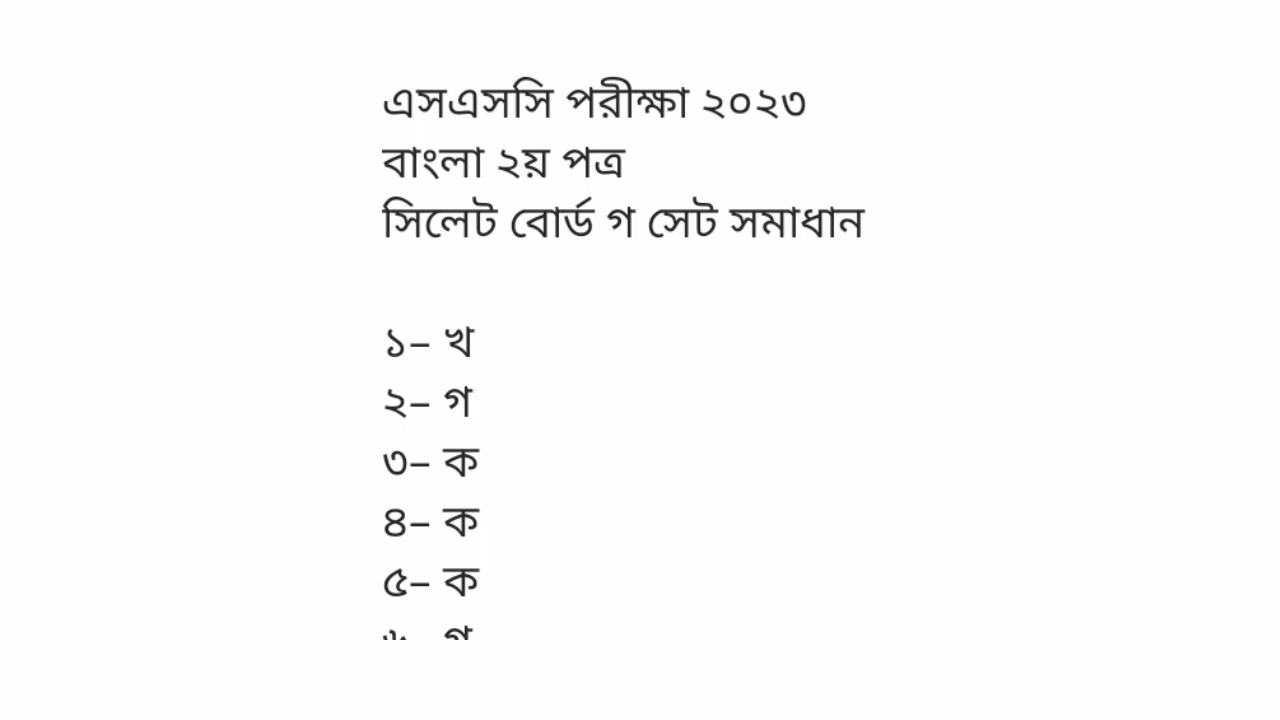 এসএসসি পরীক্ষা ২০২৩
বাংলা ২য় পত্র
সিলেট বোর্ড গ সেট সমাধান
১– খ
২– গ
৩– ক
৪– ক
৫– ক